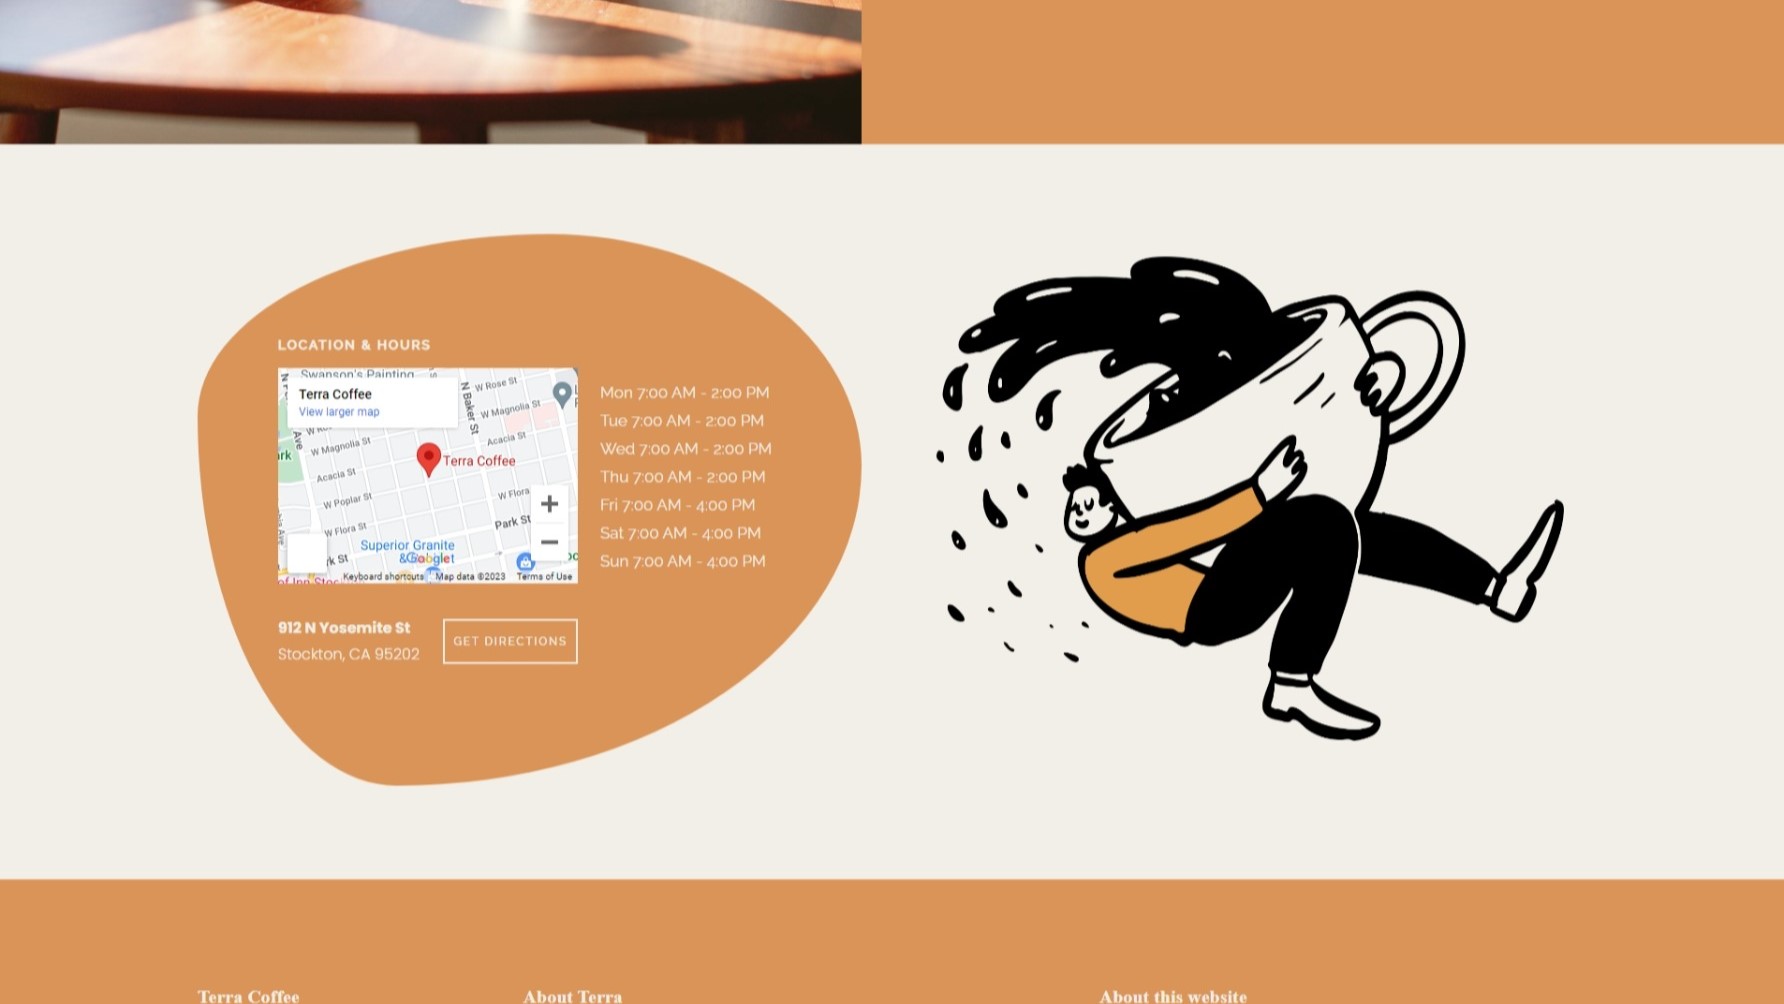 LOCATION & HOURS
Swanson's Painting
Terra Coffee
View larger map
W Rose St
N Baker St
W Magnolia St
Ave
W Magnolia St
Acacia St
Terra Coffee
Acacia St
W Poplar St
W Flora
W Flora St
Park St
Superior Granite
rk St
Keyboard shortcuts
Map data ©2023
Terms of Use
Mon 7:00 AM - 2:00 PM
Tue 7:00 AM - 2:00 PM
Wed 7:00 AM - 2:00 PM
Thu 7:00 AM - 2:00 PM
Fri 7:00 AM - 4:00 PM
Sat 7:00 AM - 4:00 PM
Sun 7:00 AM - 4:00 PM
912 N Yosemite St
Stockton, CA 95202
GET DIRECTIONS
Terra Coffee
About Terra
About this website